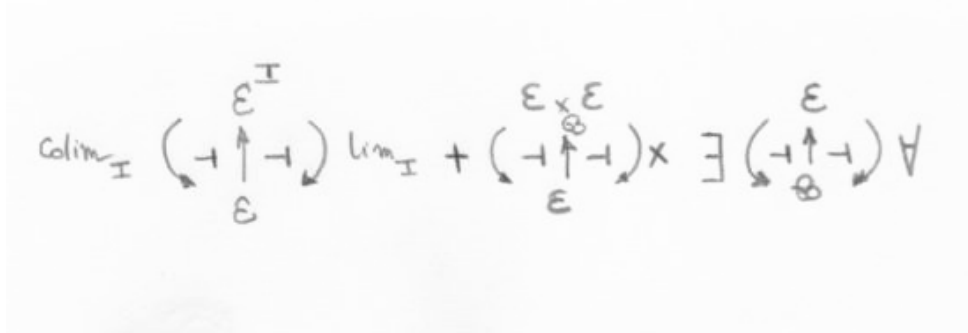 ε^I ε × ε ε
Colim_I ( ⊣ ↑ ⊣ ) lim_I + ( ⊣ ↑ ⊣ ) × ∃ ( ⊣ ↑ ⊣ ) ∀
ε ε